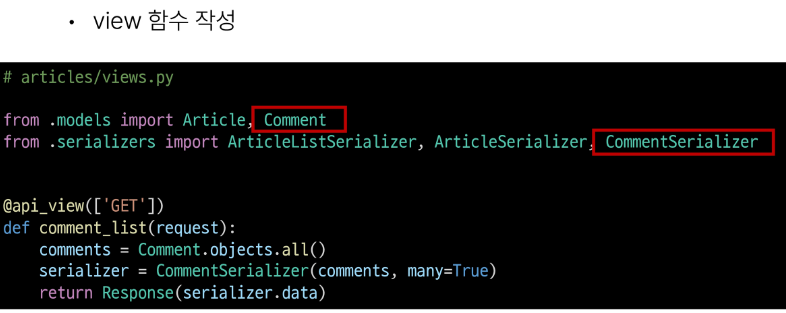 • view 함수 작성
# articles/views.py
from .models import Article, Comment
from .serializers import ArticleListSerializer, ArticleSerializer, CommentSerializer
@api_view(['GET'])
def comment_list(request):
    comments = Comment.objects.all()
    serializer = CommentSerializer(comments, many=True)
    return Response(serializer.data)